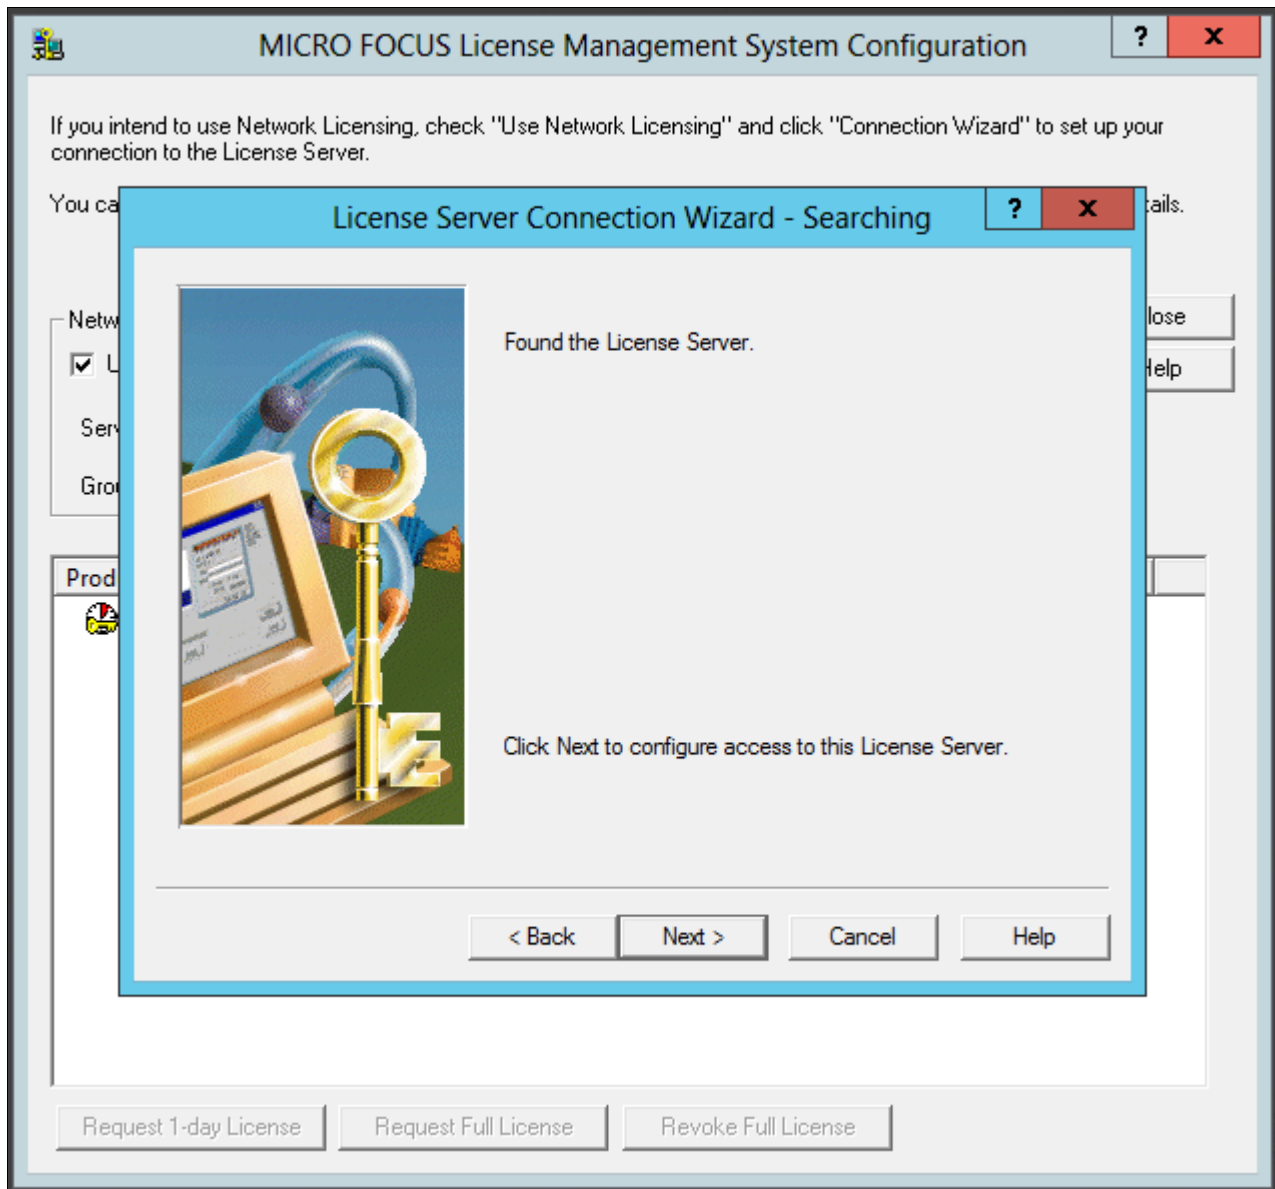 MICRO FOCUS License Management System Configuration
? x
If you intend to use Network Licensing, check "Use Network Licensing" and click "Connection Wizard" to set up your
connection to the License Server.
You ca
tails.
License Server Connection Wizard - Searching
? x
Netw
Found the License Server.
lose
Help
Serv
Grou
Prod
Click Next to configure access to this License Server.
< Back
Next >
Cancel
Help
Request 1-day License
Request Full License
Revoke Full License